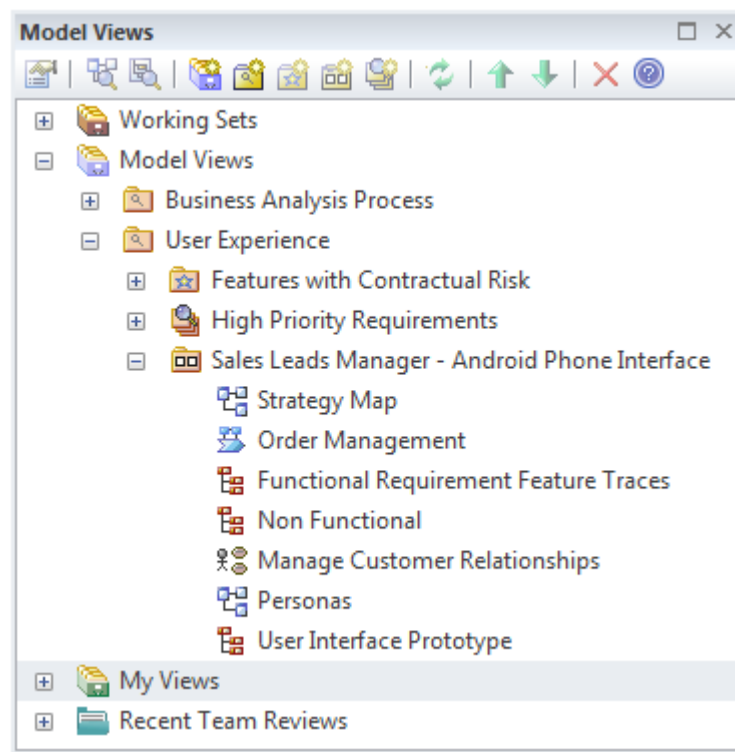 Model Views
Working Sets
Model Views
Business Analysis Process
User Experience
Features with Contractual Risk
High Priority Requirements
Sales Leads Manager - Android Phone Interface
Strategy Map
Order Management
Functional Requirement Feature Traces
Non Functional
Manage Customer Relationships
Personas
User Interface Prototype
My Views
Recent Team Reviews